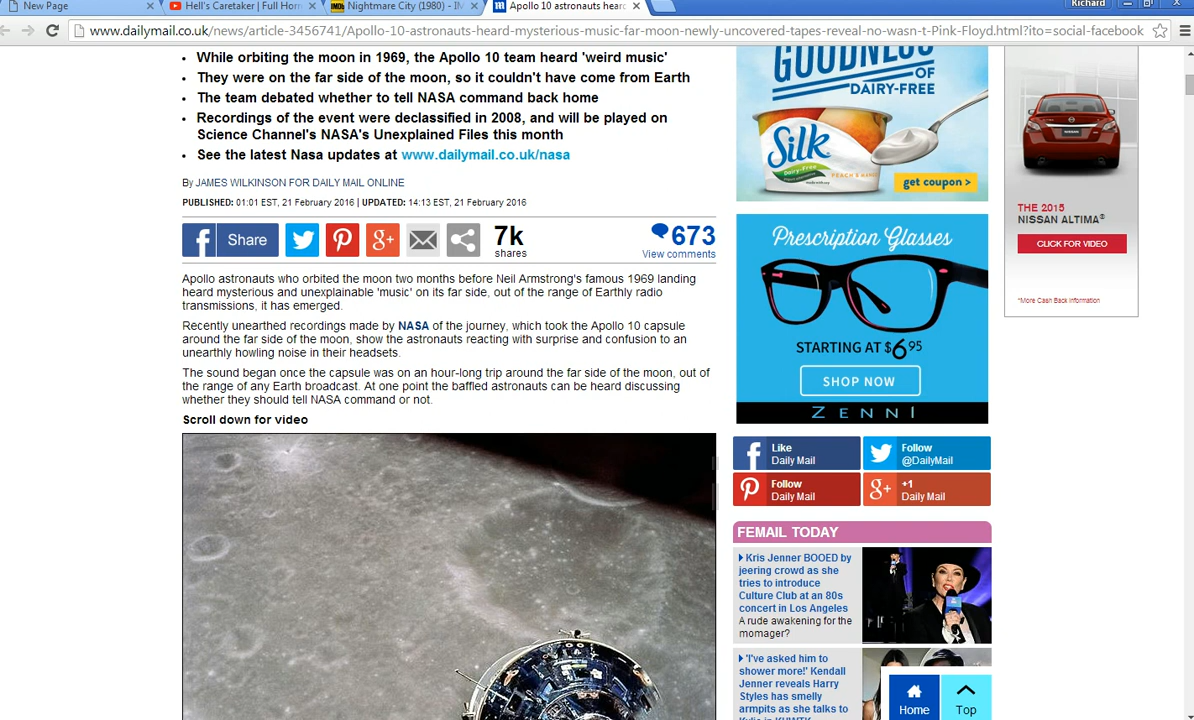 New Page
Hell's Caretaker | Full Horr
Nightmare City (1980) - IM
Apollo 10 astronauts heard
Richard
www.dailymail.co.uk/news/article-3456741/Apollo-10-astronauts-heard-mysterious-music-far-moon-newly-uncovered-tapes-reveal-no-wasn-t-Pink-Floyd.html?ito=social-facebook
• While orbiting the moon in 1969, the Apollo 10 team heard 'weird music'
• They were on the far side of the moon, so it couldn't have come from Earth
• The team debated whether to tell NASA command back home
• Recordings of the event were declassified in 2008, and will be played on
Science Channel's NASA's Unexplained Files this month
• See the latest Nasa updates at www.dailymail.co.uk/nasa
By JAMES WILKINSON FOR DAILY MAIL ONLINE
PUBLISHED: 01:01 EST, 21 February 2016 | UPDATED: 14:13 EST, 21 February 2016
Share
7k
shares
673
View comments
Apollo astronauts who orbited the moon two months before Neil Armstrong's famous 1969 landing
heard mysterious and unexplainable 'music' on its far side, out of the range of Earthly radio
transmissions, it has emerged.
Recently unearthed recordings made by NASA of the journey, which took the Apollo 10 capsule
around the far side of the moon, show the astronauts reacting with surprise and confusion to an
unearthly howling noise in their headsets.
The sound began once the capsule was on an hour-long trip around the far side of the moon, out of
the range of any Earth broadcast. At one point the baffled astronauts can be heard discussing
whether they should tell NASA command or not.
Scroll down for video
GOODNESS
OF
DAIRY-FREE
Silk
Dairy-Free
PEACH & MANGO
get coupon >
Prescription Glasses
STARTING AT $6.95
SHOP NOW
ZENNI
Like
Daily Mail
Follow
@DailyMail
Follow
Daily Mail
+1
Daily Mail
FEMAIL TODAY
Kris Jenner BOOED by
jeering crowd as she
tries to introduce
Culture Club at an 80s
concert in Los Angeles
A rude awakening for the
momager?
'I've asked him to
shower more!' Kendall
Jenner reveals Harry
Styles has smelly
armpits as she talks to
Kylie in KUWTK
Home
Top
THE 2015
NISSAN ALTIMA®
CLICK FOR VIDEO
*More Cash Back Information